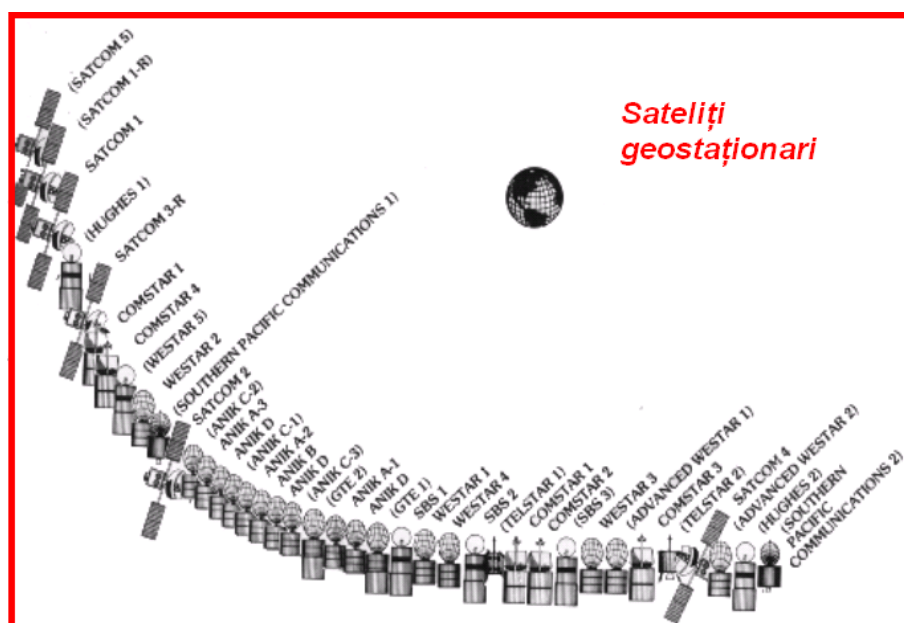 Sateliți
geostaționari
(SATCOM 5)
(SATCOM 1-R)
SATCOM 1
(HUGHES 1)
SATCOM 3-R
COMSTAR 1
COMSTAR 4
(WESTAR 5)
WESTAR 2
(SOUTHERN PACIFIC COMMUNICATIONS 1)
SATCOM 2
(ANIK C-2)
ANIK A-3
ANIK D
(ANIK C-1)
ANIK A-2
ANIK B
ANIK D
(ANIK C-3)
(GTE 2)
ANIK A-1
ANIK D
(GTE 1)
SBS 1
WESTAR 1
WESTAR 4
SBS 2
(TELSTAR 1)
COMSTAR 1
COMSTAR 2
(SBS 3)
WESTAR 3
(ADVANCED WESTAR 1)
COMSTAR 3
(TELSTAR 2)
SATCOM 4
(ADVANCED WESTAR 2)
(HUGHES 2)
(SOUTHERN
PACIFIC
COMMUNICATIONS 2)